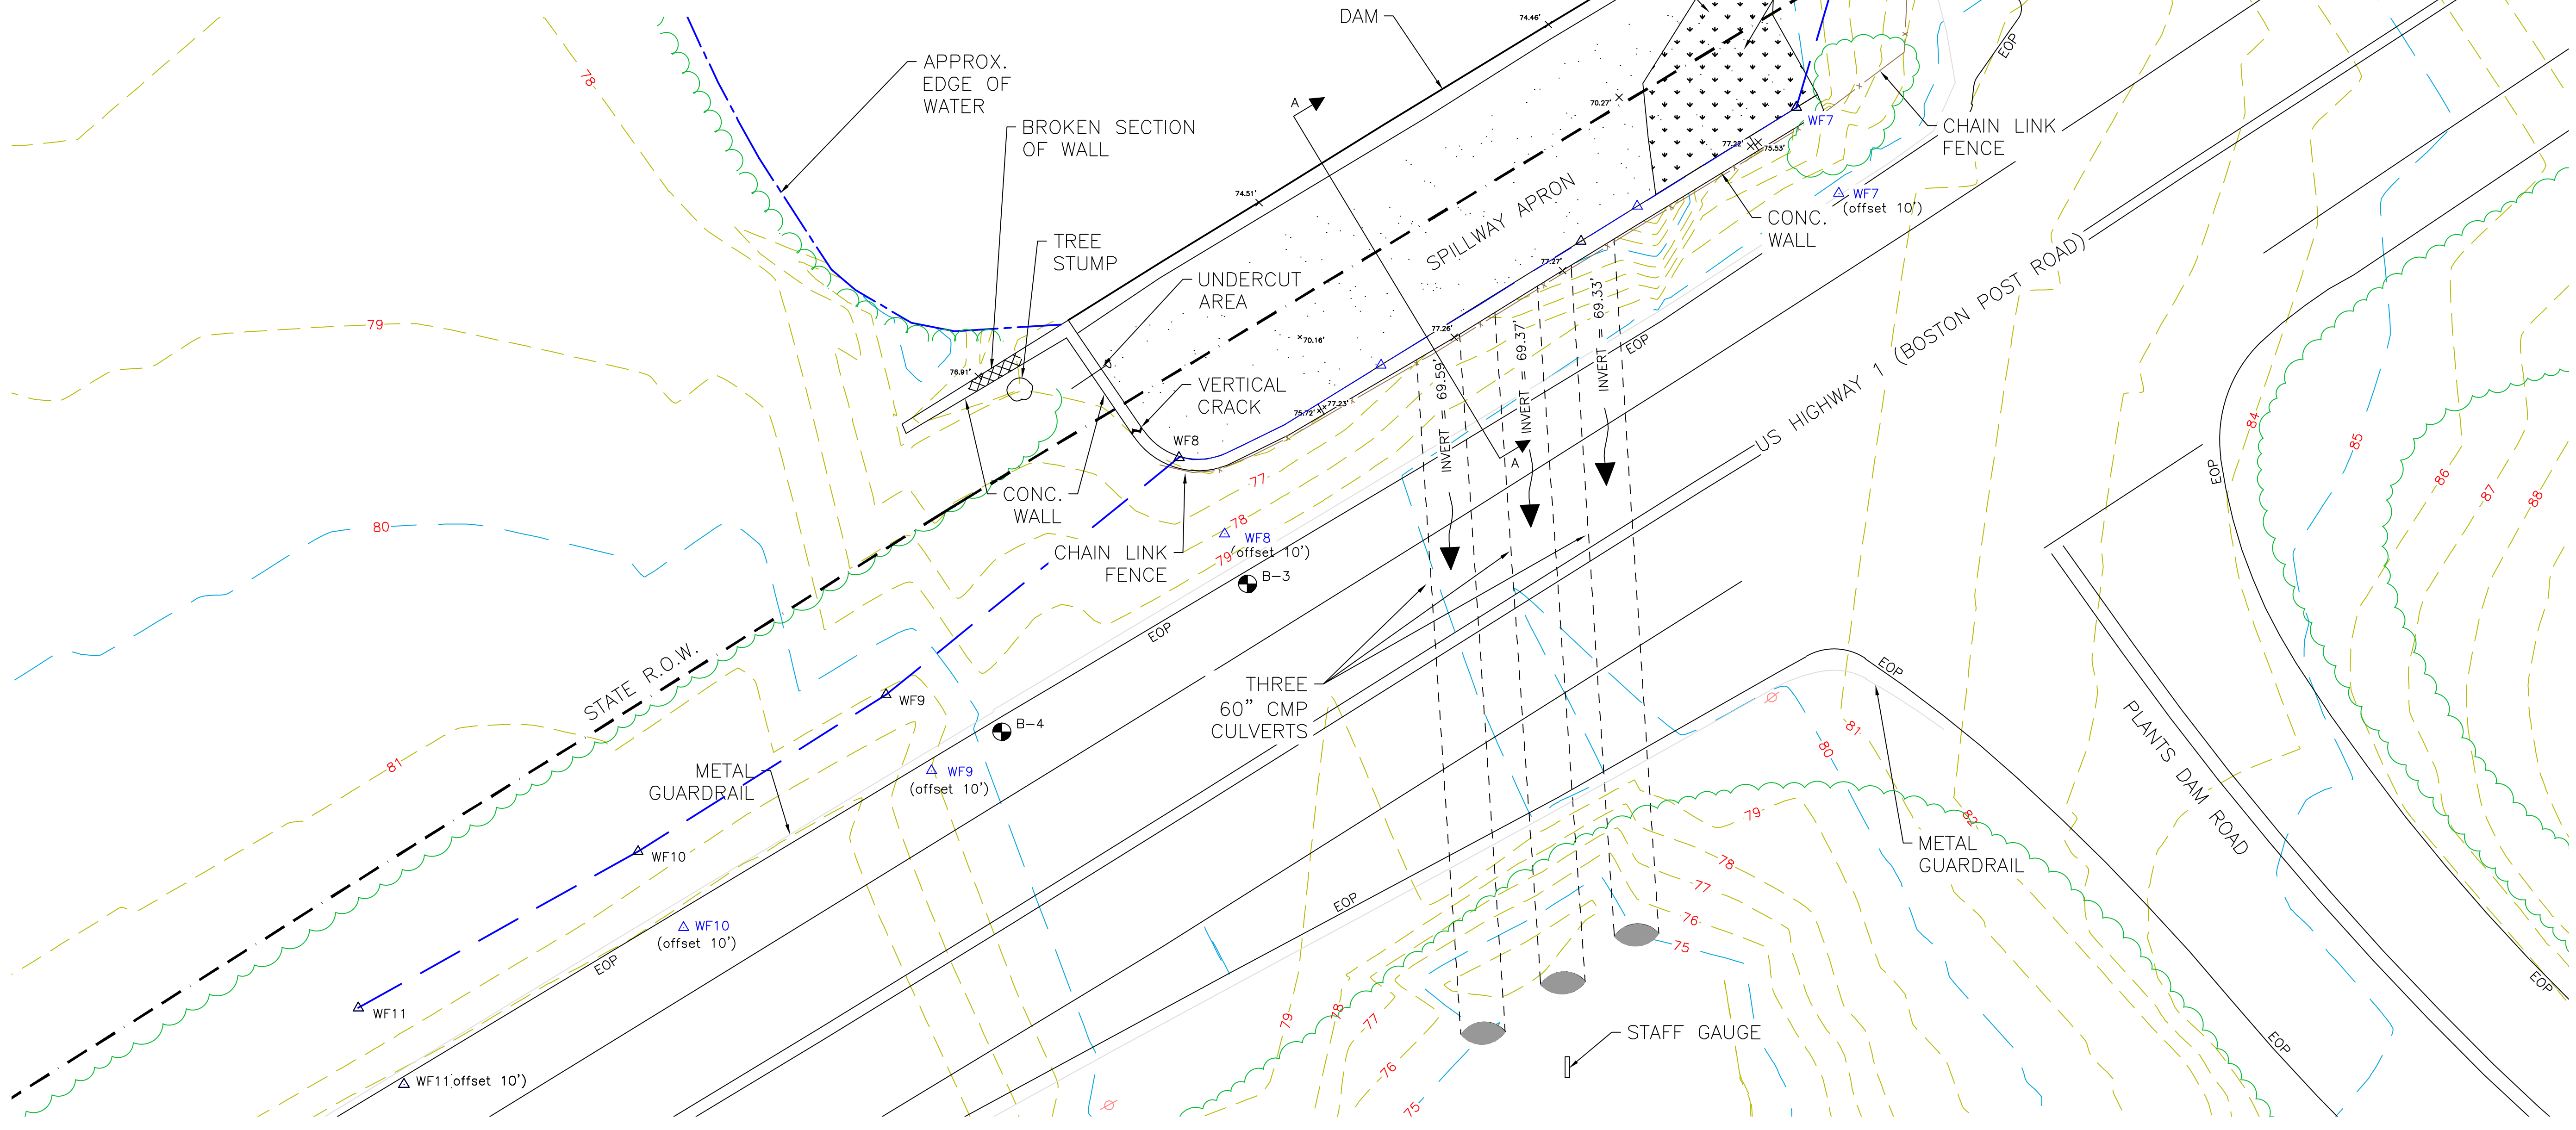 DAM
74.46'
EOP
78
APPROX.
EDGE OF
WATER
BROKEN SECTION
OF WALL
A
70.27'
WF7
CHAIN LINK
FENCE
77.22'
75.53'
WF7
(offset 10')
74.51'
SPILLWAY APRON
CONC.
WALL
TREE
STUMP
UNDERCUT
AREA
77.27'
US HIGHWAY 1 (BOSTON POST ROAD)
79
INVERT = 69.33'
INVERT = 69.37'
INVERT = 69.59'
77.26'
70.16'
EOP
76.91'
VERTICAL
CRACK
75.72'
77.23'
WF8
A
84
85
86
87
88
EOP
77
CONC.
WALL
78
80
WF8
(offset 10')
79
CHAIN LINK
FENCE
B-3
EOP
STATE R.O.W.
WF9
THREE
60" CMP
CULVERTS
EOP
B-4
81
80
81
PLANTS DAM ROAD
METAL
GUARDRAIL
WF9
(offset 10')
79
82
METAL
GUARDRAIL
WF10
78
77
76
75
EOP
WF10
(offset 10')
EOP
EOP
WF11
79
78
77
STAFF GAUGE
EOP
76
75
WF11
offset 10')